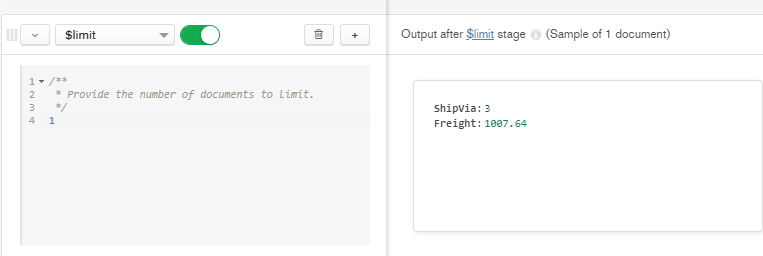 $limit
+
Output after $limit stage (Sample of 1 document)
1 /**
2 * Provide the number of documents to limit.
3 */
4 1
ShipVia: 3
Freight: 1007.64